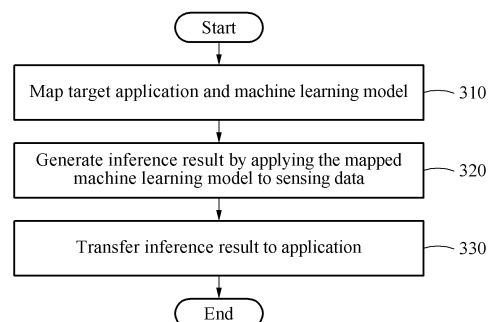 Start
Map target application and machine learning model
310
Generate inference result by applying the mapped
machine learning model to sensing data
320
Transfer inference result to application
330
End